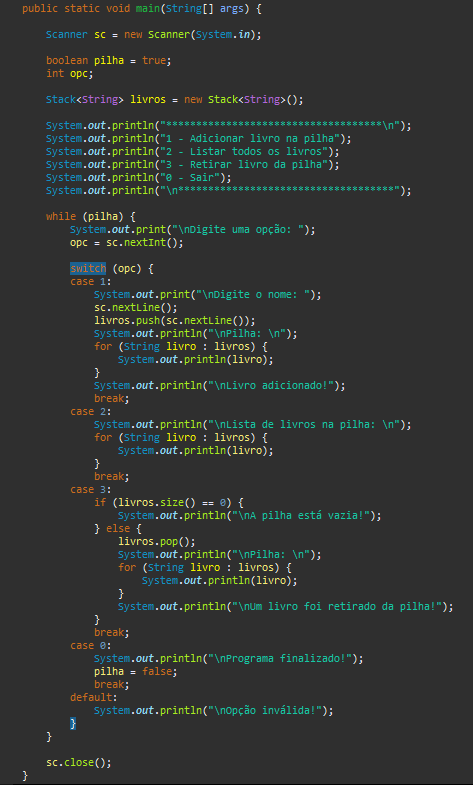 public static void main(String[] args) {
Scanner sc = new Scanner(System.in);
boolean pilha = true;
int opc;
Stack<String> livros = new Stack<String>();
System.out.println("************************************\n");
System.out.println("1 - Adicionar livro na pilha");
System.out.println("2 - Listar todos os livros");
System.out.println("3 - Retirar livro da pilha");
System.out.println("0 - Sair");
System.out.println("\n************************************");
while (pilha) {
System.out.print("\nDigite uma opção: ");
opc = sc.nextInt();
switch (opc) {
case 1:
System.out.print("\nDigite o nome: ");
sc.nextLine();
livros.push(sc.nextLine());
System.out.println("\nPilha: \n");
for (String livro : livros) {
System.out.println(livro);
}
System.out.println("\nLivro adicionado!");
break;
case 2:
System.out.println("\nLista de livros na pilha: \n");
for (String livro : livros) {
System.out.println(livro);
}
break;
case 3:
if (livros.size() == 0) {
System.out.println("\nA pilha está vazia!");
} else {
livros.pop();
System.out.println("\nPilha: \n");
for (String livro : livros) {
System.out.println(livro);
}
System.out.println("\nUm livro foi retirado da pilha!");
}
break;
case 0:
System.out.println("\nPrograma finalizado!");
pilha = false;
break;
default:
System.out.println("\nOpção inválida!");
}
}
sc.close();
}